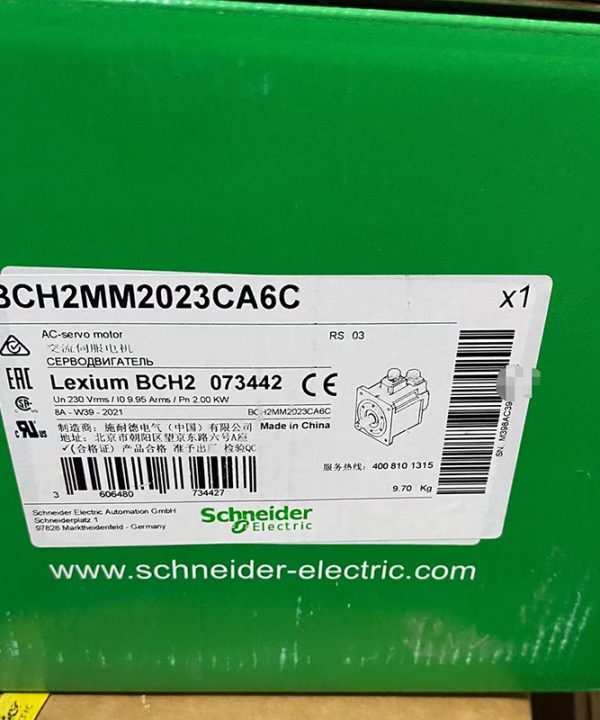 BCH2MM2023CA6C
x1
AC-servo motor
RS 03
交流伺服电机
СЕРВОДВИГАТЕЛЬ
EAC
Lexium BCH2 073442 CE
Un 230 Vrms / I0 9.95 Arms / Pn 2.00 KW
8A - W39 - 2021
BCH2MM2023CA6C
制造商: 施耐德电气(中国)有限公司
Made in China
地址: 北京市朝阳区望京东路六号A座
✓(合格证) 产品合格 准予出厂 检验QC
服务热线: 400 810 1315
9.70 Kg
3 606480 734427
Schneider Electric Automation GmbH
Schneiderplatz 1
97828 Marktheidenfeld - Germany
Schneider
Electric
SN: M398AC39
www.schneider-electric.com